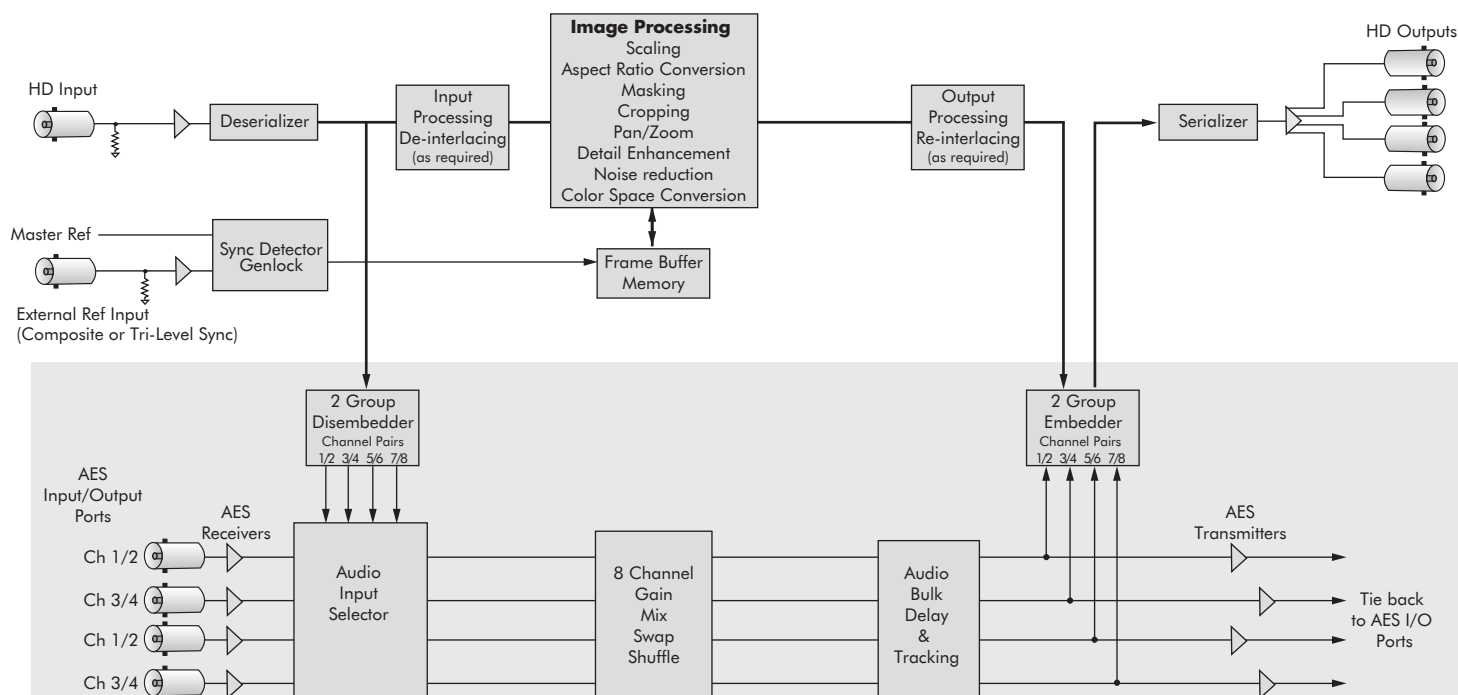 HD Input
Deserializer
Input
Processing
De-interlacing
(as required)
Image Processing
Scaling
Aspect Ratio Conversion
Masking
Cropping
Pan/Zoom
Detail Enhancement
Noise reduction
Color Space Conversion
Output
Processing
Re-interlacing
(as required)
Serializer
HD Outputs
Master Ref
Sync Detector
Genlock
Frame Buffer
Memory
External Ref Input
(Composite or Tri-Level Sync)
2 Group
Disembedder
Channel Pairs
1/2 3/4 5/6 7/8
2 Group
Embedder
Channel Pairs
1/2 3/4 5/6 7/8
AES
Input/Output
Ports
AES
Receivers
Ch 1/2
Ch 3/4
Ch 1/2
Ch 3/4
Audio
Input
Selector
8 Channel
Gain
Mix
Swap
Shuffle
Audio
Bulk
Delay
&
Tracking
AES
Transmitters
Tie back
to AES I/O
Ports